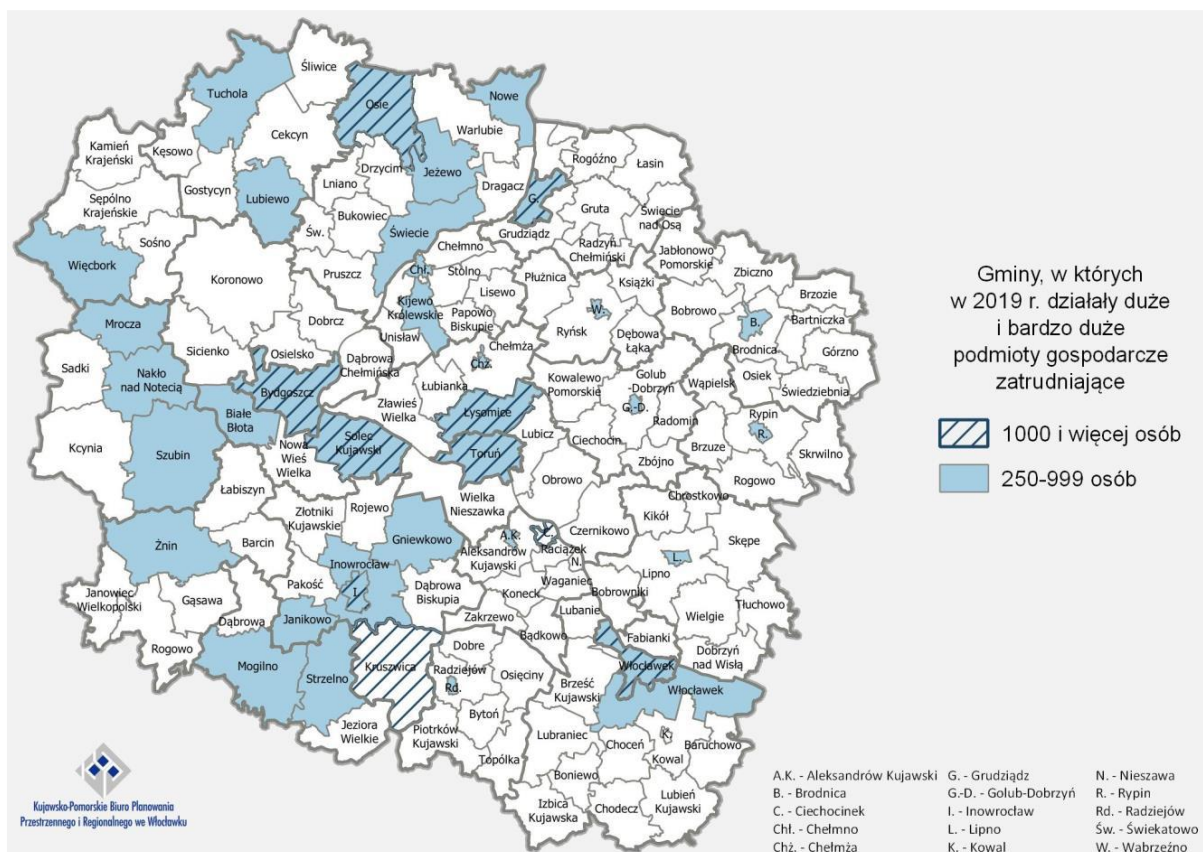 Śliwice
Tuchola
Osie
Nowe
Cekcyn
Warlubie
Kamień
Krajeński
Kęsowo
Rogóźno
Łasin
Drzycim
Jeżewo
Gostycyn
Lniano
Dragacz
G.
Sępólno
Krajeńskie
Lubiewo
Bukowiec
Gruta
Świecie
nad Osą
Św.
Świecie
Grudziądz
Sośno
Chełmno
Radzyń
Chełmiński
Jabłonowo
Pomorskie
Więcbork
Koronowo
Pruszcz
Chł.
Stolno
Płużnica
Zbiczno
Książki
Lisewo
Brzozie
Kijewo
Królewskie
Papowo
Biskupie
W.
Bobrowo
Mrocza
Dobrcz
B.
Bartniczka
Unisław
Ryńsk
Dębowa
Łąka
Sicienko
Osielsko
Chełmża
Brodnica
Górzno
Dąbrowa
Chełmińska
Chż.
Sadki
Nakło
nad Notecią
Łubianka
Kowalewo
Pomorskie
Golub
-Dobrzyń
Wąpielsk
Osiek
Świedziebnia
Bydgoszcz
Zławieś
Wielka
Łysomice
G.-D.
Białe
Błota
Radomin
Rypin
R.
Lubicz
Solec
Kujawski
Ciechocin
Brzuze
Kcynia
Szubin
Nowa
Wieś
Wielka
Toruń
Zbójno
Skrwilno
Łabiszyn
Obrowo
Rogowo
Wielka
Nieszawka
Złotniki
Kujawskie
Rojewo
Chrostkowo
Kikół
Gniewkowo
Czernikowo
C.
A.K.
Raciążek
Żnin
Barcin
Aleksandrów
Kujawski
N.
Skępe
Inowrocław
L.
Waganiec
Lipno
Janowiec
Wielkopolski
Pakość
I.
Dąbrowa
Biskupia
Bobrowniki
Gąsawa
Koneck
Tłuchowo
Lubanie
Wielgie
Dąbrowa
Janikowo
Zakrzewo
Bądkowo
Fabianki
Rogowo
Kruszwica
Dobre
Dobrzyń
nad Wisłą
Mogilno
Strzelno
Radziejów
Włocławek
Osięciny
Rd.
Brześć
Kujawski
Włocławek
Jeziora
Wielkie
Bytoń
Piotrków
Kujawski
Lubraniec
K.
Choceń
Baruchowo
Kowal
Topólka
Boniewo
Izbica
Kujawska
Chodecz
Lubień
Kujawski
Gminy, w których
w 2019 r. działały duże
i bardzo duże
podmioty gospodarcze
zatrudniające
1000 i więcej osób
250-999 osób
Kujawsko-Pomorskie Biuro Planowania
Przestrzennego i Regionalnego we Włocławku
A.K. - Aleksandrów Kujawski
B. - Brodnica
C. - Ciechocinek
Chł. - Chełmno
Chż. - Chełmża
G. - Grudziądz
G.-D. - Golub-Dobrzyń
I. - Inowrocław
L. - Lipno
K. - Kowal
N. - Nieszawa
R. - Rypin
Rd. - Radziejów
Św. - Świekatowo
W. - Wąbrzeźno